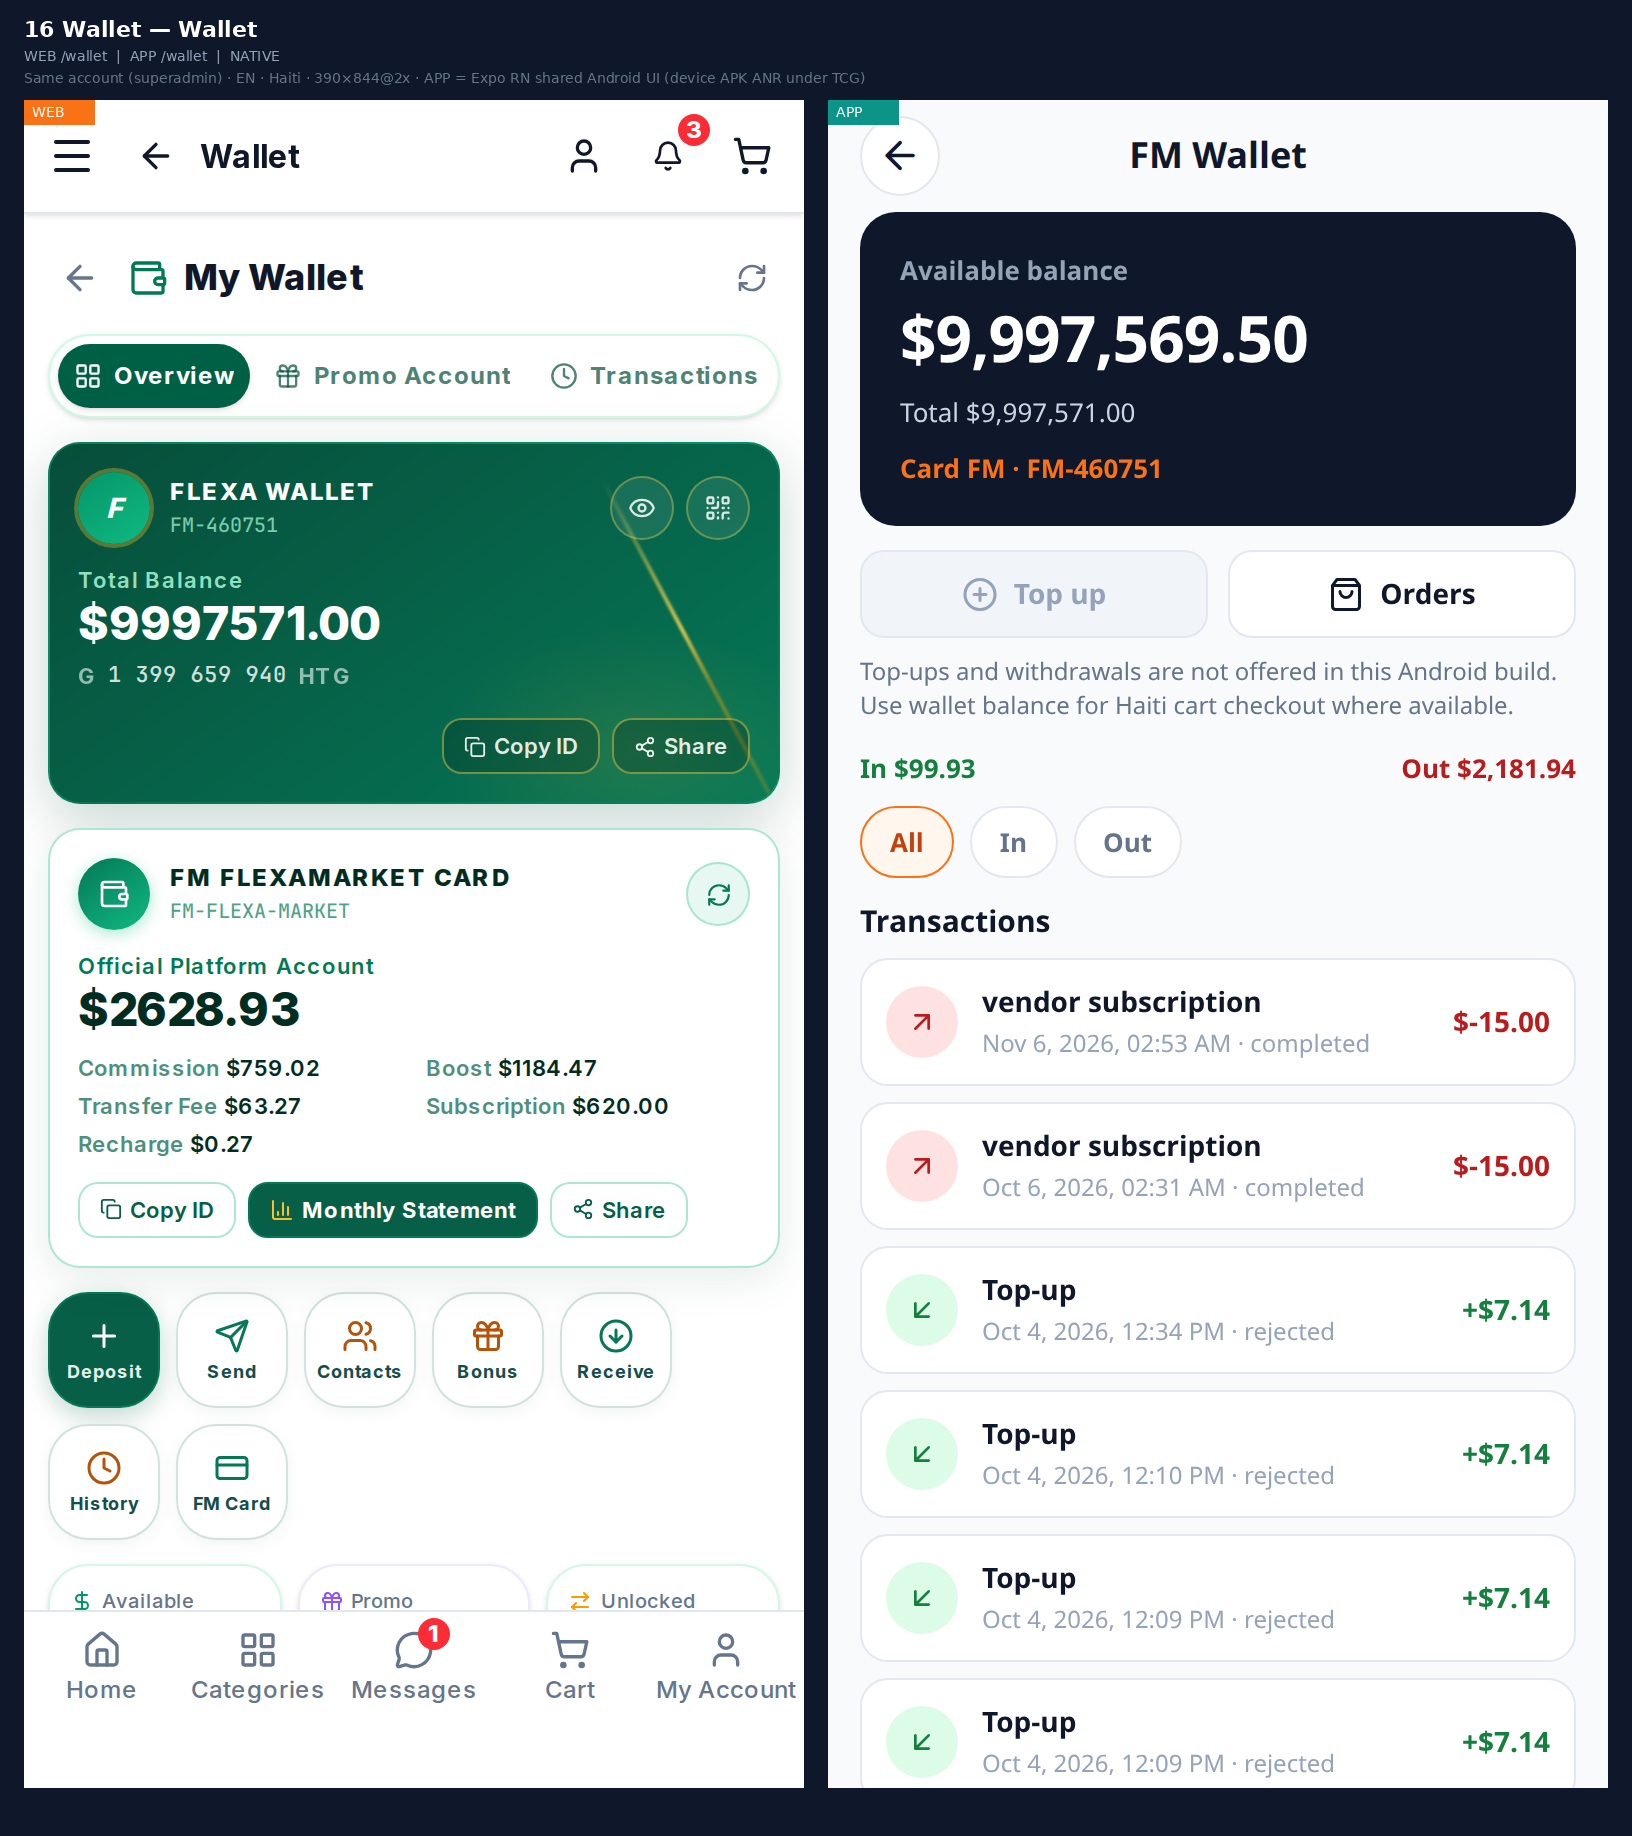 16 Wallet — Wallet
WEB /wallet | APP /wallet | NATIVE
Same account (superadmin) · EN · Haiti · 390×844@2x · APP = Expo RN shared Android UI (device APK ANR under TCG)
WEB
Wallet
3
My Wallet
Overview
Promo Account
Transactions
F
FLEXA WALLET
FM-460751
Total Balance
$9997571.00
G 1 399 659 940 HTG
Copy ID
Share
FM FLEXAMARKET CARD
FM-FLEXA-MARKET
Official Platform Account
$2628.93
Commission $759.02
Boost $1184.47
Transfer Fee $63.27
Subscription $620.00
Recharge $0.27
Copy ID
Monthly Statement
Share
Deposit
Send
Contacts
Bonus
Receive
History
FM Card
Available
Promo
Unlocked
1
Home
Categories
Messages
Cart
My Account
APP
FM Wallet
Available balance
$9,997,569.50
Total $9,997,571.00
Card FM · FM-460751
Top up
Orders
Top-ups and withdrawals are not offered in this Android build.
Use wallet balance for Haiti cart checkout where available.
In $99.93
Out $2,181.94
All
In
Out
Transactions
vendor subscription
$-15.00
Nov 6, 2026, 02:53 AM · completed
vendor subscription
$-15.00
Oct 6, 2026, 02:31 AM · completed
Top-up
+$7.14
Oct 4, 2026, 12:34 PM · rejected
Top-up
+$7.14
Oct 4, 2026, 12:10 PM · rejected
Top-up
+$7.14
Oct 4, 2026, 12:09 PM · rejected
Top-up
+$7.14
Oct 4, 2026, 12:09 PM · rejected